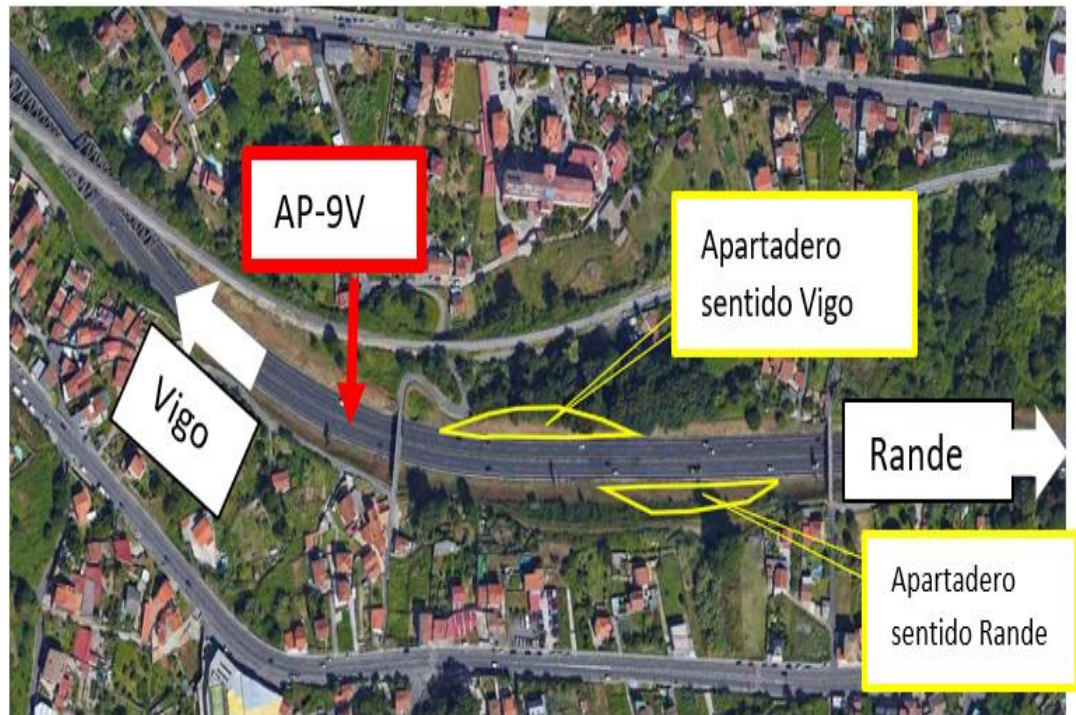 AP-9V
Apartadero
sentido Vigo
Vigo
Rande
Apartadero
sentido Rande